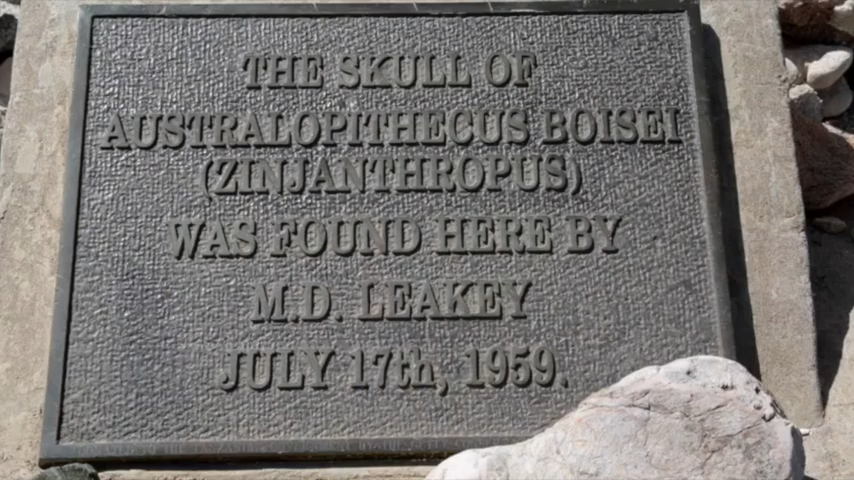 THE SKULL OF
AUSTRALOPITHECUS BOISEI
(ZINJANTHROPUS)
WAS FOUND HERE BY
M.D. LEAKEY
JULY 17th, 1959.